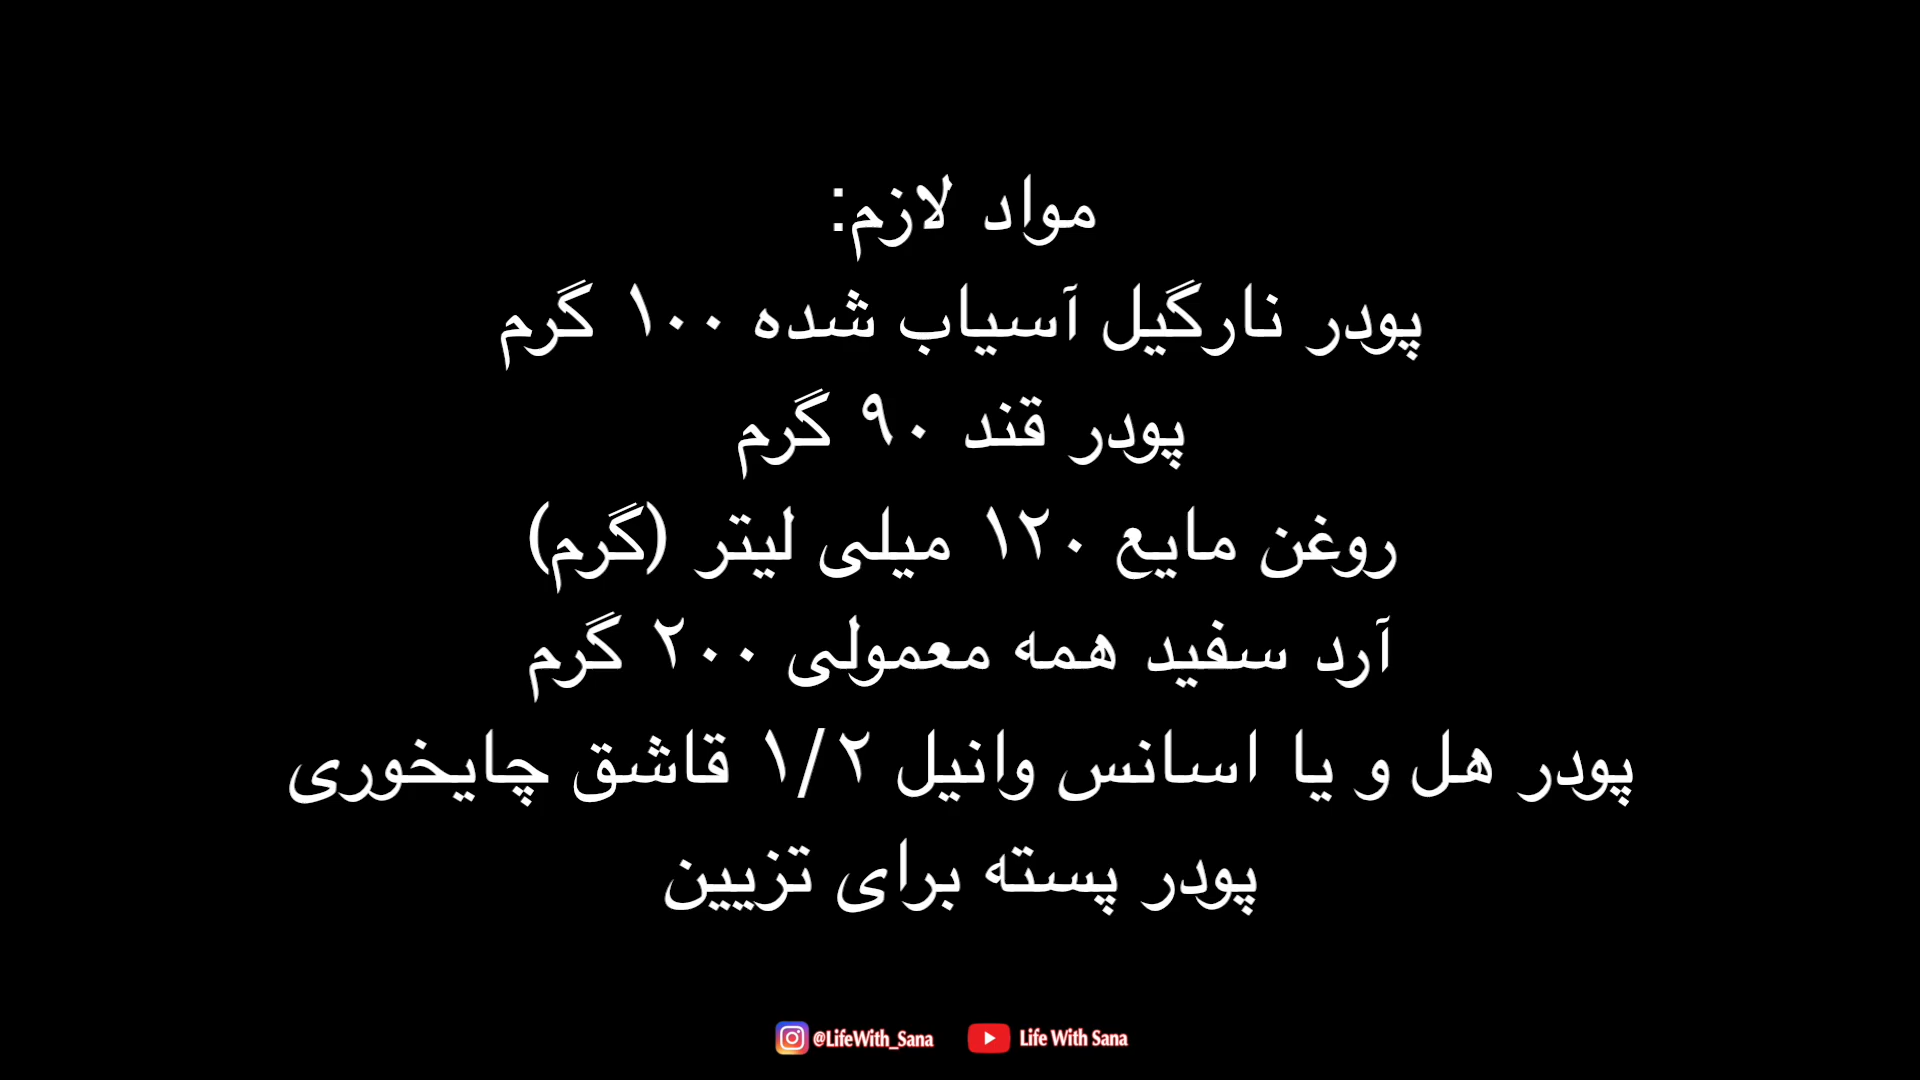 مواد لازم:
پودر نارگیل آسیاب شده ۱۰۰ گرم
پودر قند ۹۰ گرم
روغن مایع ۱۲۰ میلی لیتر (گرم)
آرد سفید همه معمولی ۲۰۰ گرم
پودر هل و یا اسانس وانیل ۱/۲ قاشق چایخوری
پودر پسته برای تزیین
@LifeWith_Sana Life With Sana